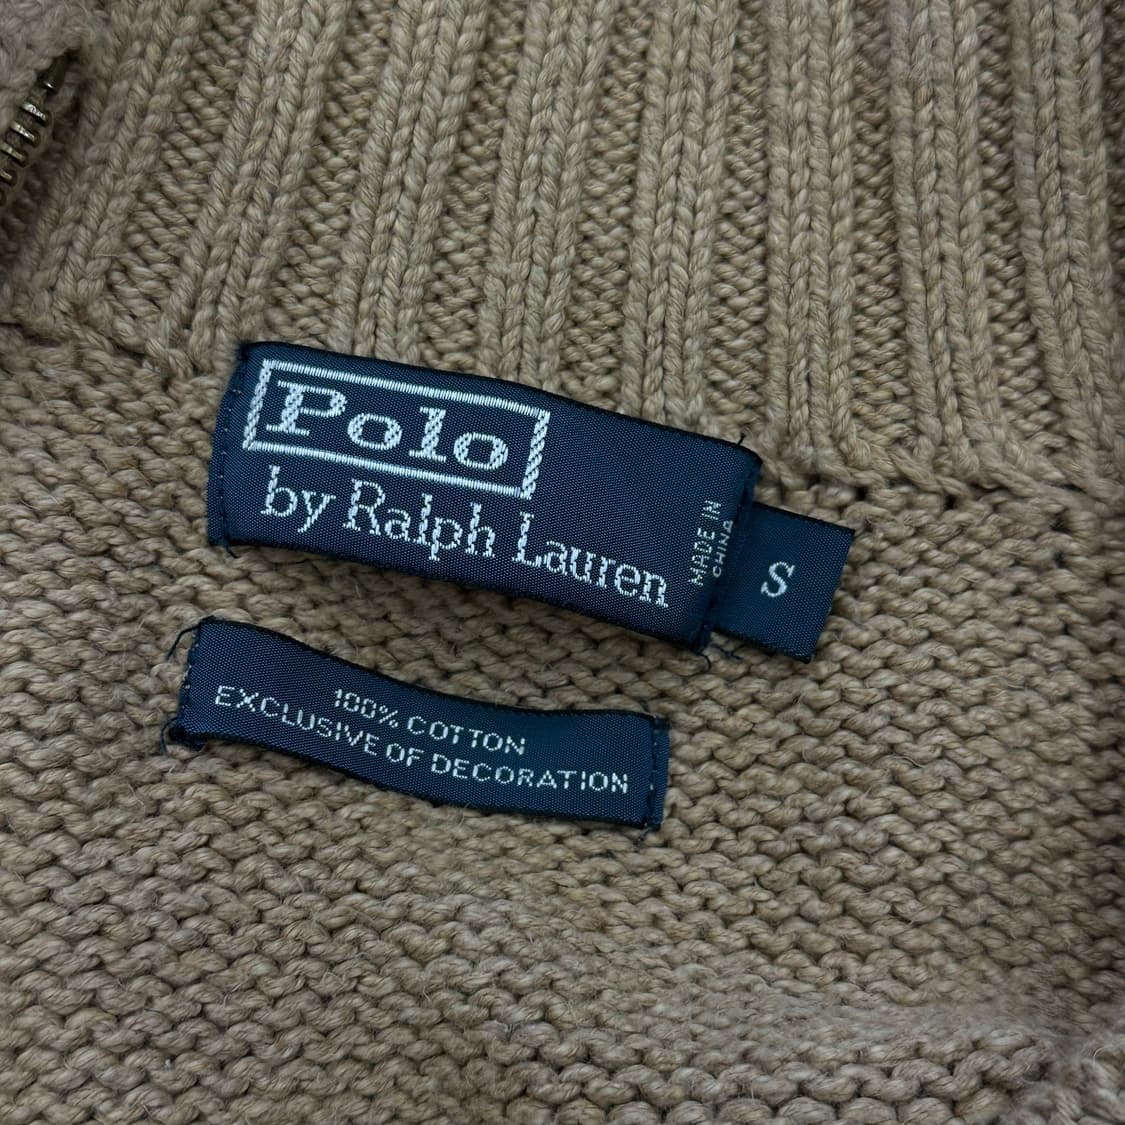 Polo
by Ralph Lauren
MADE IN
CHINA
S
100% COTTON
EXCLUSIVE OF DECORATION